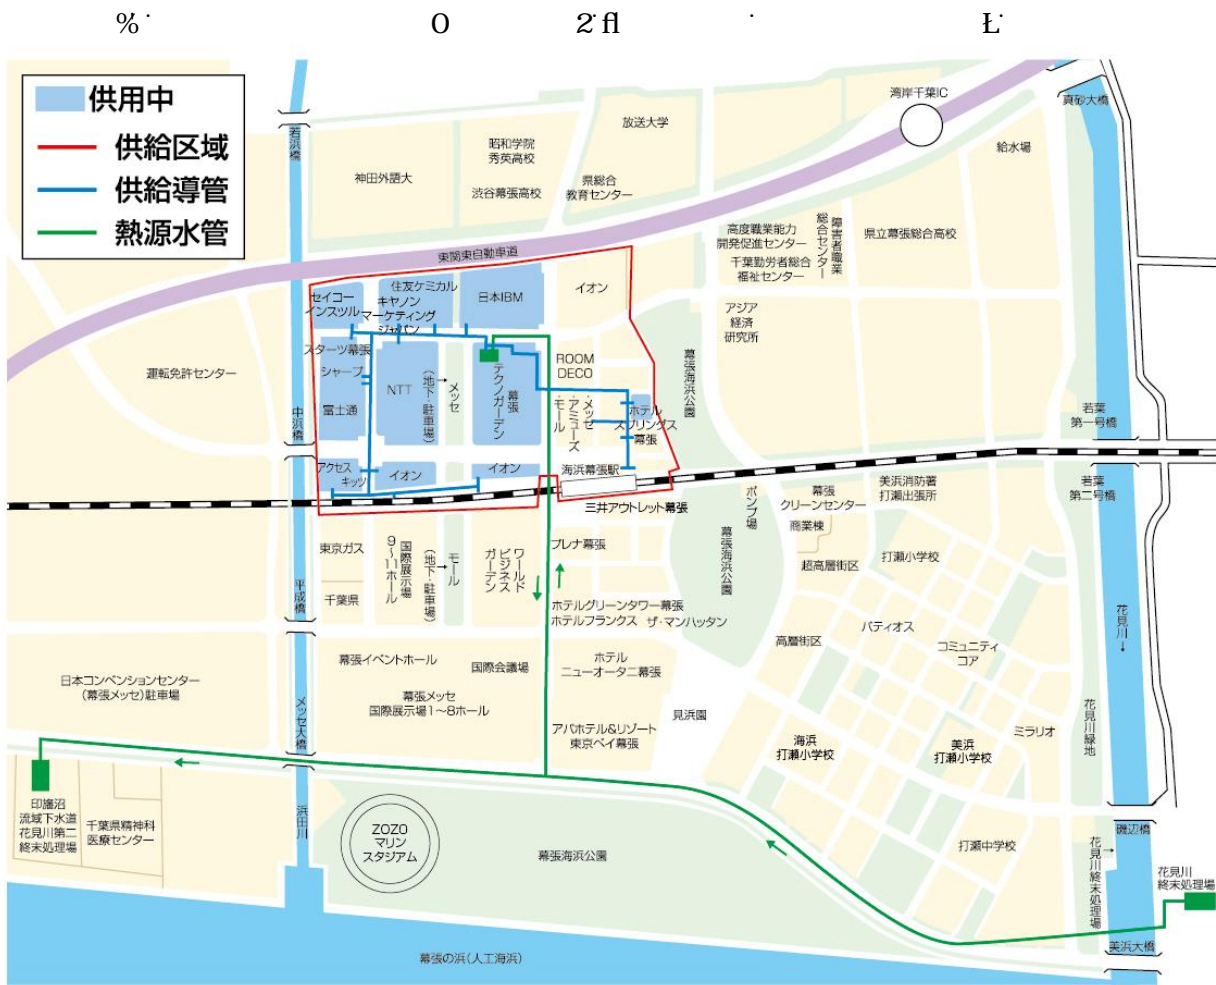 % ˙ O 2˙fl ˙ Ł˙
供用中
供給区域
供給導管
熱源水管
湾岸千葉IC
真砂大橋
放送大学
若浜橋
昭和学院
秀英高校
給水場
神田外語大
渋谷幕張高校
県総合
教育センター
高度職業能力
開発促進センター
千葉勤労者総合
福祉センター
障害者職業
総合センター
県立幕張総合高校
東関東自動車道
セイコー
インスツル
住友ケミカル
キヤノン
マーケティング
ジャパン
日本IBM
イオン
アジア
経済
研究所
スターツ幕張
シャープ
NTT
メッセ
→
(地下・駐車場)
幕張
テクノガーデン
ROOM
DECO
幕張海浜公園
運転免許センター
富士通
中浜橋
メッセ
・アミューズ
モール
ホテル
スプリングス
幕張
若葉
第一号橋
アクセス
キッツ
イオン
イオン
海浜幕張駅
三井アウトレット幕張
ポンプ場
幕張
クリーンセンター
商業棟
美浜消防署
打瀬出張所
若葉
第二号橋
東京ガス
国際展示場
9〜11ホール
モール
→
(地下・駐車場)
ワールド
ビジネス
ガーデン
プレナ幕張
幕張海浜公園
超高層街区
打瀬小学校
平成橋
千葉県
ホテルグリーンタワー幕張
ホテルフランクス
ザ・マンハッタン
高層街区
パティオス
コミュニティ
コア
花見川→
幕張イベントホール
国際会議場
ホテル
ニューオータニ幕張
日本コンベンションセンター
(幕張メッセ)駐車場
幕張メッセ
国際展示場1〜8ホール
メッセ大橋
見浜園
アパホテル&リゾート
東京ベイ幕張
海浜
打瀬小学校
美浜
打瀬小学校
ミラリオ
花見川緑地
印旛沼
流域下水道
花見川第二
終末処理場
千葉県精神科
医療センター
浜田川
ZOZO
マリン
スタジアム
幕張海浜公園
打瀬中学校
磯辺橋
花見川終末処理場
→
花見川
終末処理場
美浜大橋
幕張の浜(人工海浜)